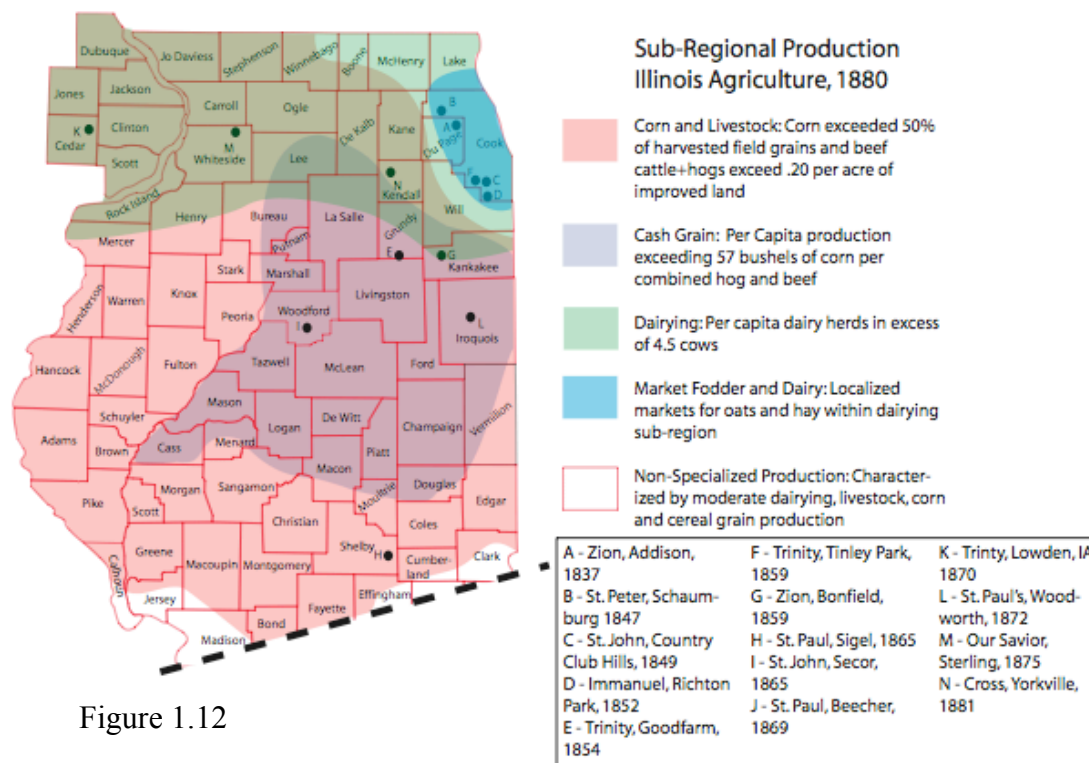 Dubuque
Jo Daviess
Stephenson
Winnebago
Boone
McHenry
Lake
Jones
Jackson
Carroll
Ogle
De Kalb
Kane
B
A
Du Page
Cook
K
Cedar
Clinton
M
Whiteside
Lee
Scott
N
Kendall
F
C
D
Will
Rock Island
Henry
Bureau
La Salle
Grundy
Mercer
Putnam
E
G
Kankakee
Stark
Marshall
Henderson
Warren
Knox
Peoria
Woodford
I
Livingston
L
Iroquois
Hancock
McDonough
Fulton
Tazwell
McLean
Ford
Mason
Schuyler
Adams
Brown
Cass
Menard
Logan
De Witt
Piatt
Champaign
Vermilion
Macon
Pike
Morgan
Scott
Sangamon
Christian
Moultrie
Douglas
Edgar
Coles
Greene
Macoupin
Montgomery
Shelby
H
Cumber-
land
Clark
Calhoun
Jersey
Madison
Bond
Fayette
Effingham
Figure 1.12
Sub-Regional Production
Illinois Agriculture, 1880
Corn and Livestock: Corn exceeded 50%
of harvested field grains and beef
cattle+hogs exceed .20 per acre of
improved land
Cash Grain: Per Capita production
exceeding 57 bushels of corn per
combined hog and beef
Dairying: Per capita dairy herds in excess
of 4.5 cows
Market Fodder and Dairy: Localized
markets for oats and hay within dairying
sub-region
Non-Specialized Production: Character-
ized by moderate dairying, livestock, corn
and cereal grain production
A - Zion, Addison,
1837
B - St. Peter, Schaum-
burg 1847
C - St. John, Country
Club Hills, 1849
D - Immanuel, Richton
Park, 1852
E - Trinity, Goodfarm,
1854
F - Trinity, Tinley Park,
1859
G - Zion, Bonfield,
1859
H - St. Paul, Sigel, 1865
I - St. John, Secor,
1865
J - St. Paul, Beecher,
1869
K - Trinty, Lowden, IA
1870
L - St. Paul's, Wood-
worth, 1872
M - Our Savior,
Sterling, 1875
N - Cross, Yorkville,
1881